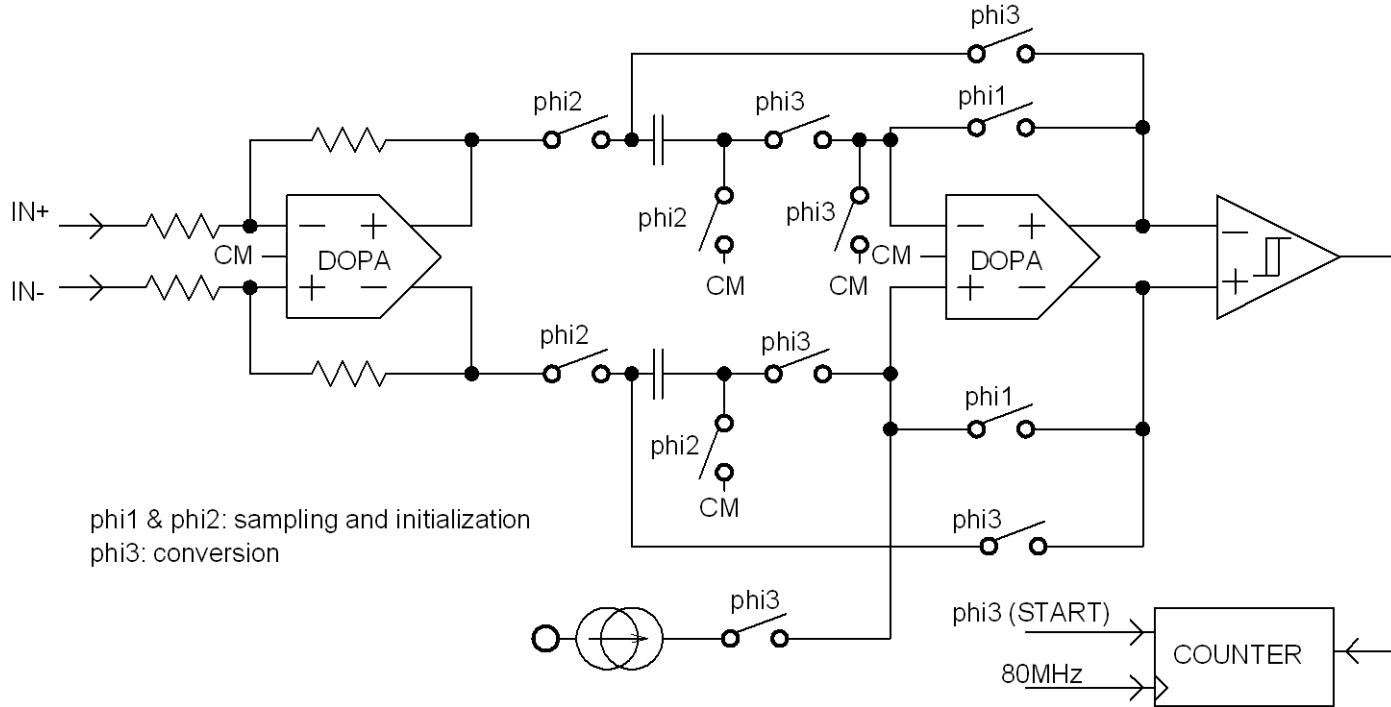 phi3
phi2
phi3
phi1
IN+
phi2
phi3
− +
− +
−
CM
DOPA
CM
DOPA
IN-
+ −
CM
CM
+ −
+
phi2
phi3
phi1
phi2
CM
phi1 & phi2: sampling and initialization
phi3: conversion
phi3
phi3
phi3 (START)
COUNTER
80MHz